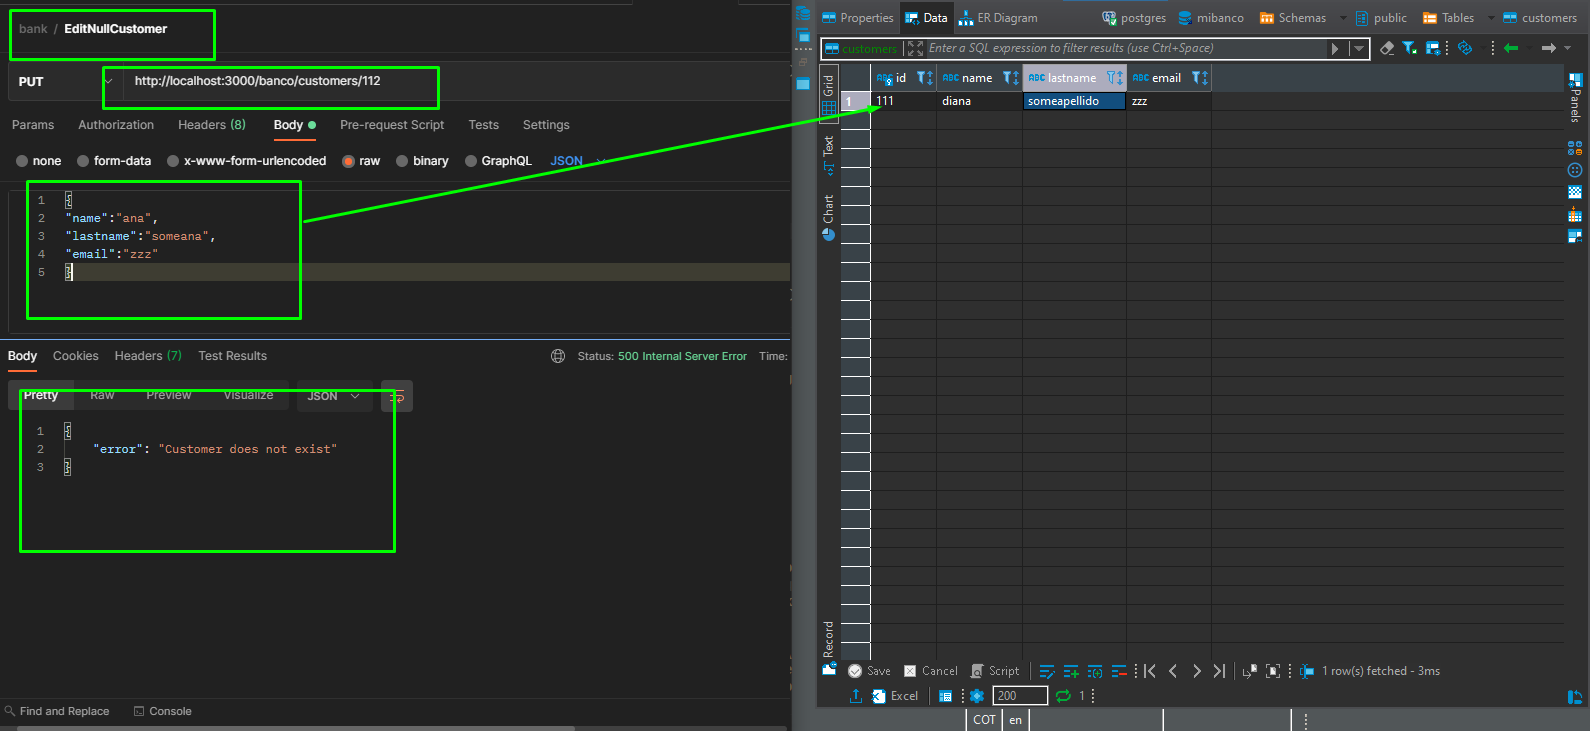 bank / EditNullCustomer
PUT
http://localhost:3000/banco/customers/112
Params Authorization Headers (8) Body Pre-request Script Tests Settings
none form-data x-www-form-urlencoded raw binary GraphQL JSON
1 {
2 "name":"ana",
3 "lastname":"someana",
4 "email":"zzz"
5 }
Body Cookies Headers (7) Test Results Status: 500 Internal Server Error Time:
Pretty Raw Preview Visualize JSON
1 {
2 "error": "Customer does not exist"
3 }
Find and Replace Console
Properties Data ER Diagram postgres mibanco Schemas public Tables customers
customers Enter a SQL expression to filter results (use Ctrl+Space)
Grid
Text
Chart
Record
ABC id ABC name ABC lastname ABC email
1 111 diana someapellido zzz
Panels
Save Cancel Script 1 row(s) fetched - 3ms
Excel 200 1
COT en